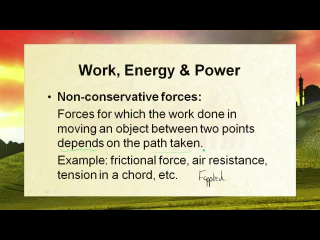 Work, Energy & Power
• Non-conservative forces:
Forces for which the work done in
moving an object between two points
depends on the path taken.
Example: frictional force, air resistance,
tension in a chord, etc.